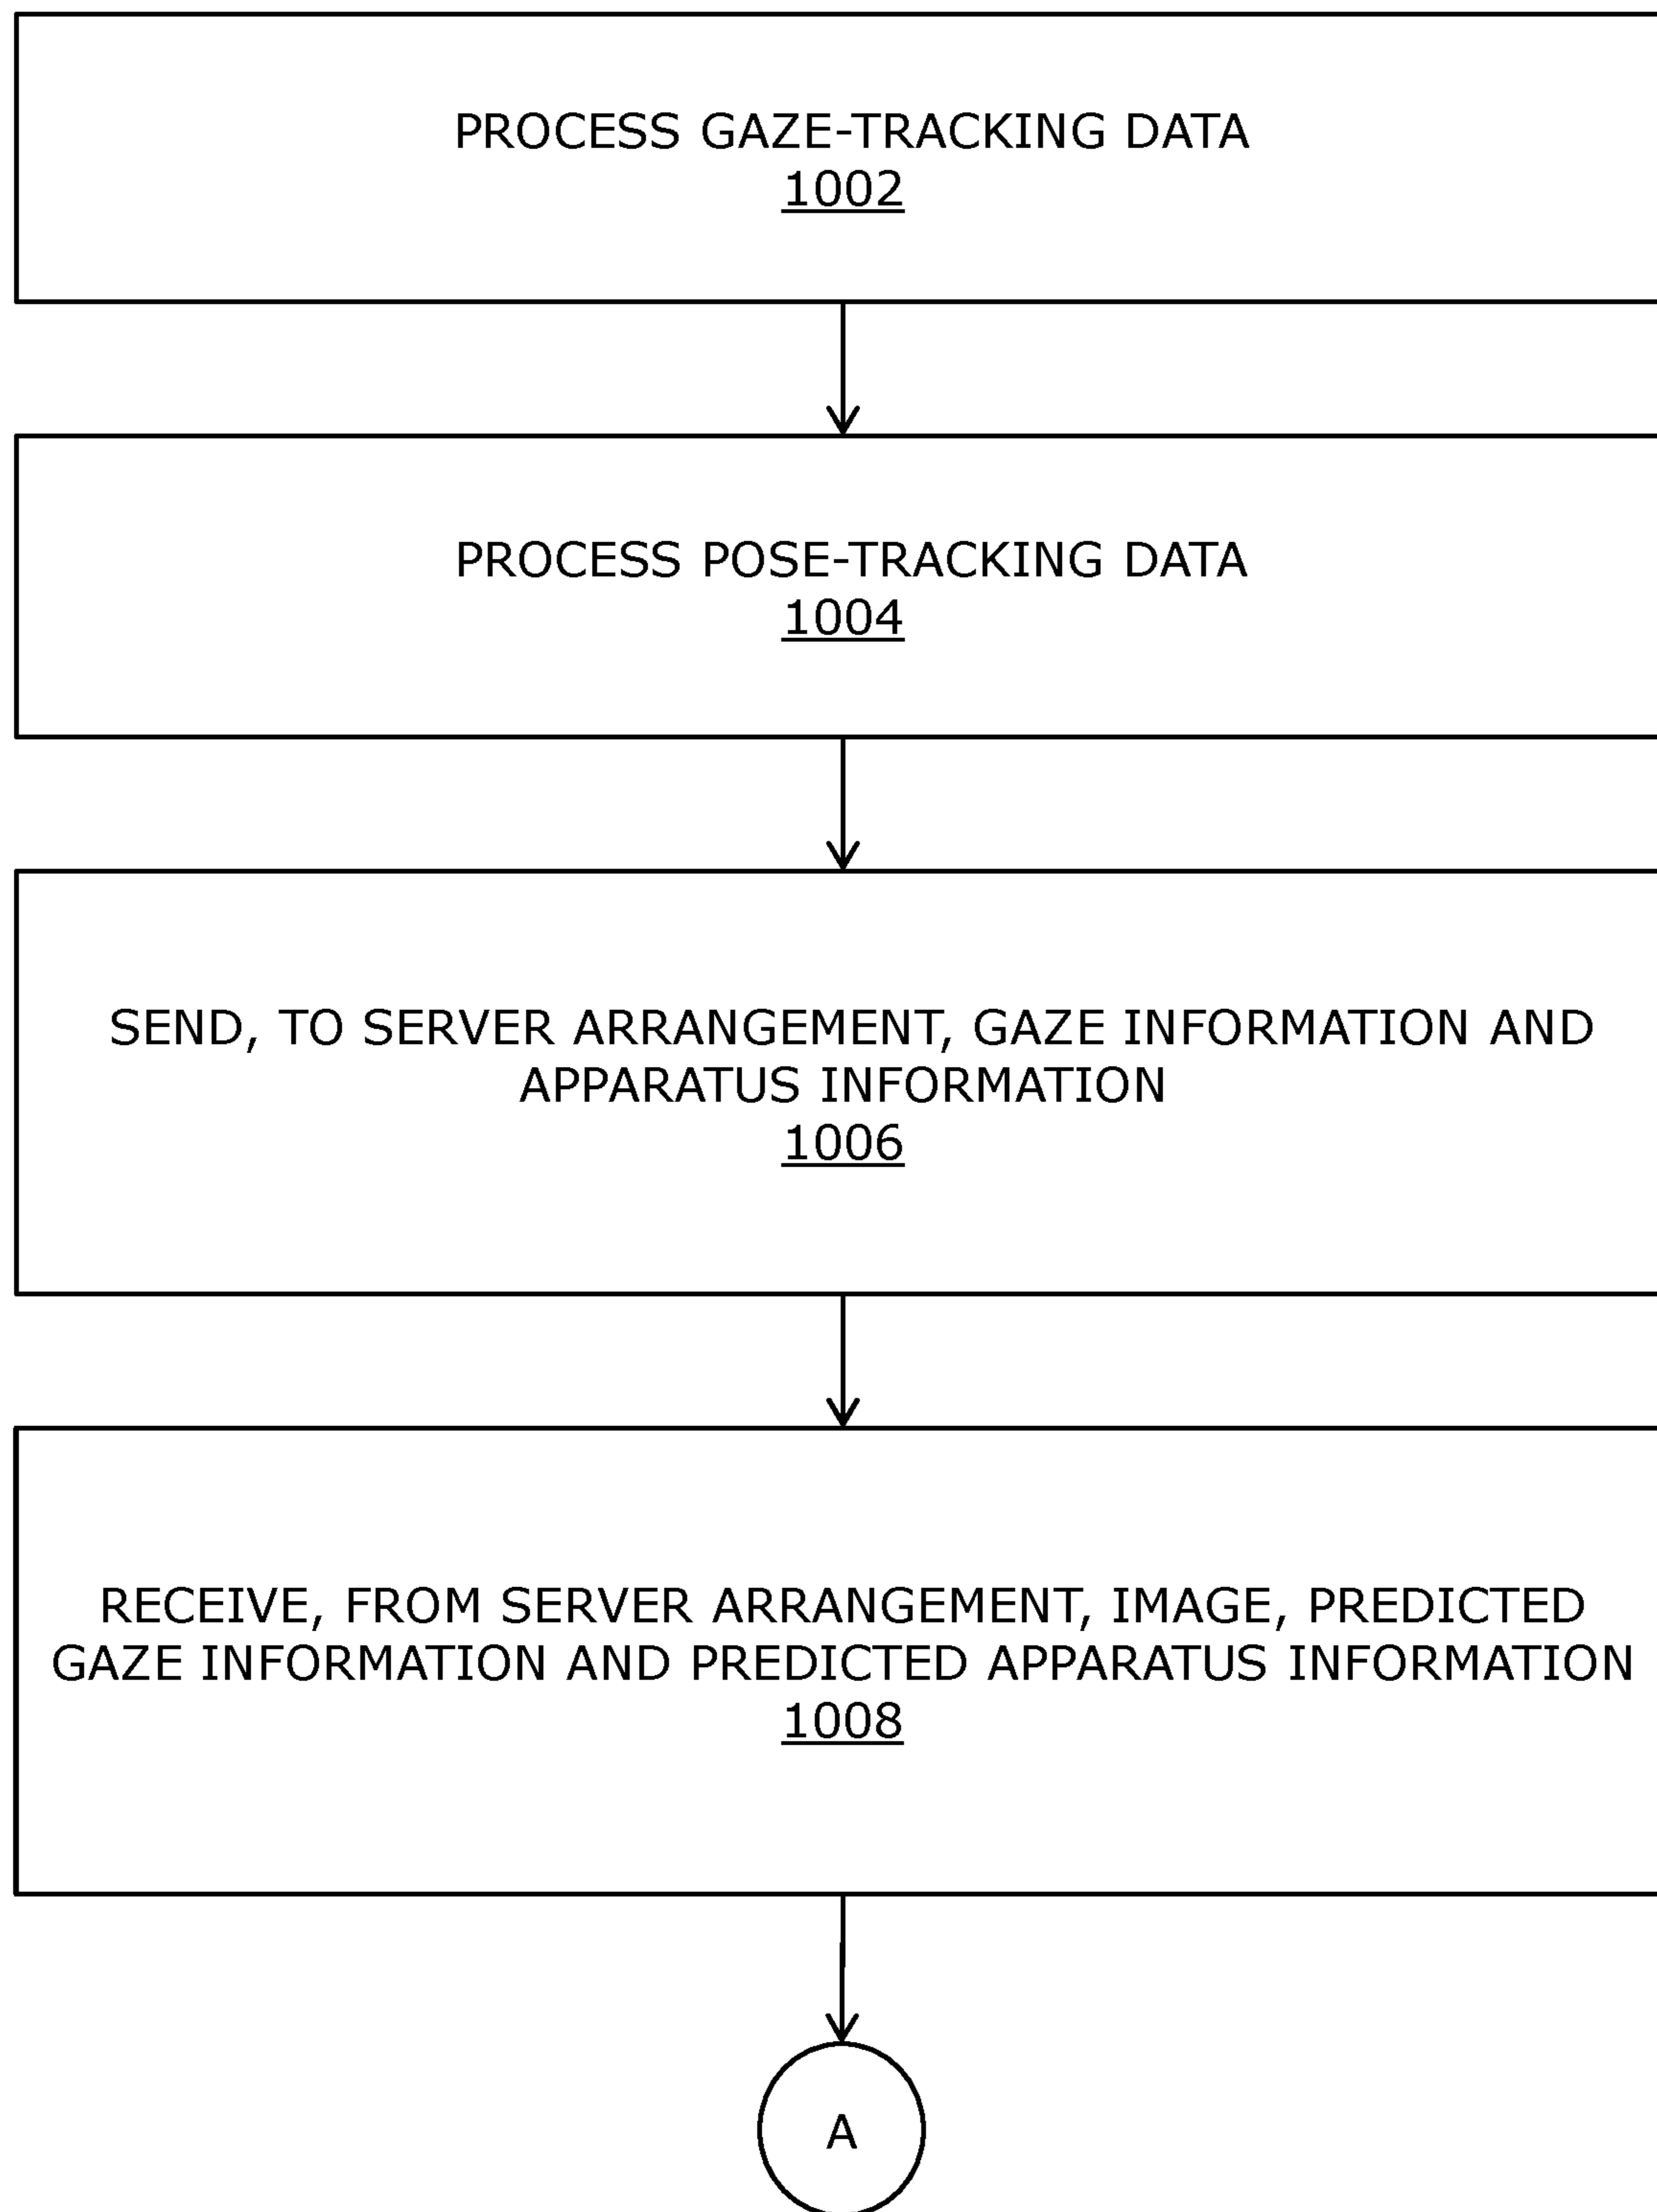 PROCESS GAZE-TRACKING DATA
1002
PROCESS POSE-TRACKING DATA
1004
SEND, TO SERVER ARRANGEMENT, GAZE INFORMATION AND
APPARATUS INFORMATION
1006
RECEIVE, FROM SERVER ARRANGEMENT, IMAGE, PREDICTED
GAZE INFORMATION AND PREDICTED APPARATUS INFORMATION
1008
A